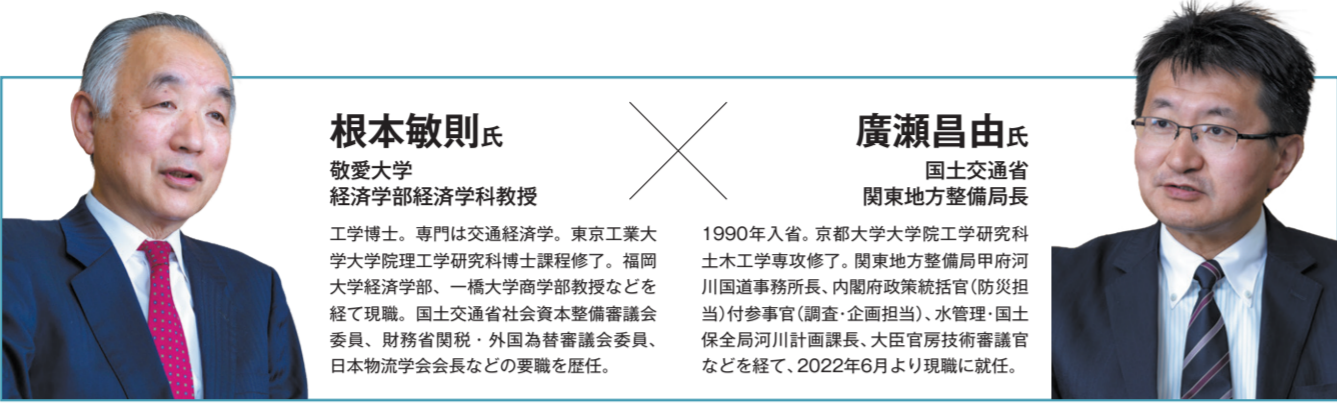 根本敏則氏
敬愛大学
経済学部経済学科教授
工学博士。専門は交通経済学。東京工業大
学大学院理工学研究科博士課程修了。福岡
大学経済学部、一橋大学商学部教授などを
経て現職。国土交通省社会資本整備審議会
委員、財務省関税・外国為替審議会委員、
日本物流学会会長などの要職を歴任。
廣瀬昌由氏
国土交通省
関東地方整備局長
1990年入省。京都大学大学院工学研究科
土木工学専攻修了。関東地方整備局甲府河
川国道事務所長、内閣府政策統括官（防災担
当）付参事官（調査・企画担当）、水管理・国土
保全局河川計画課長、大臣官房技術審議官
などを経て、2022年6月より現職に就任。